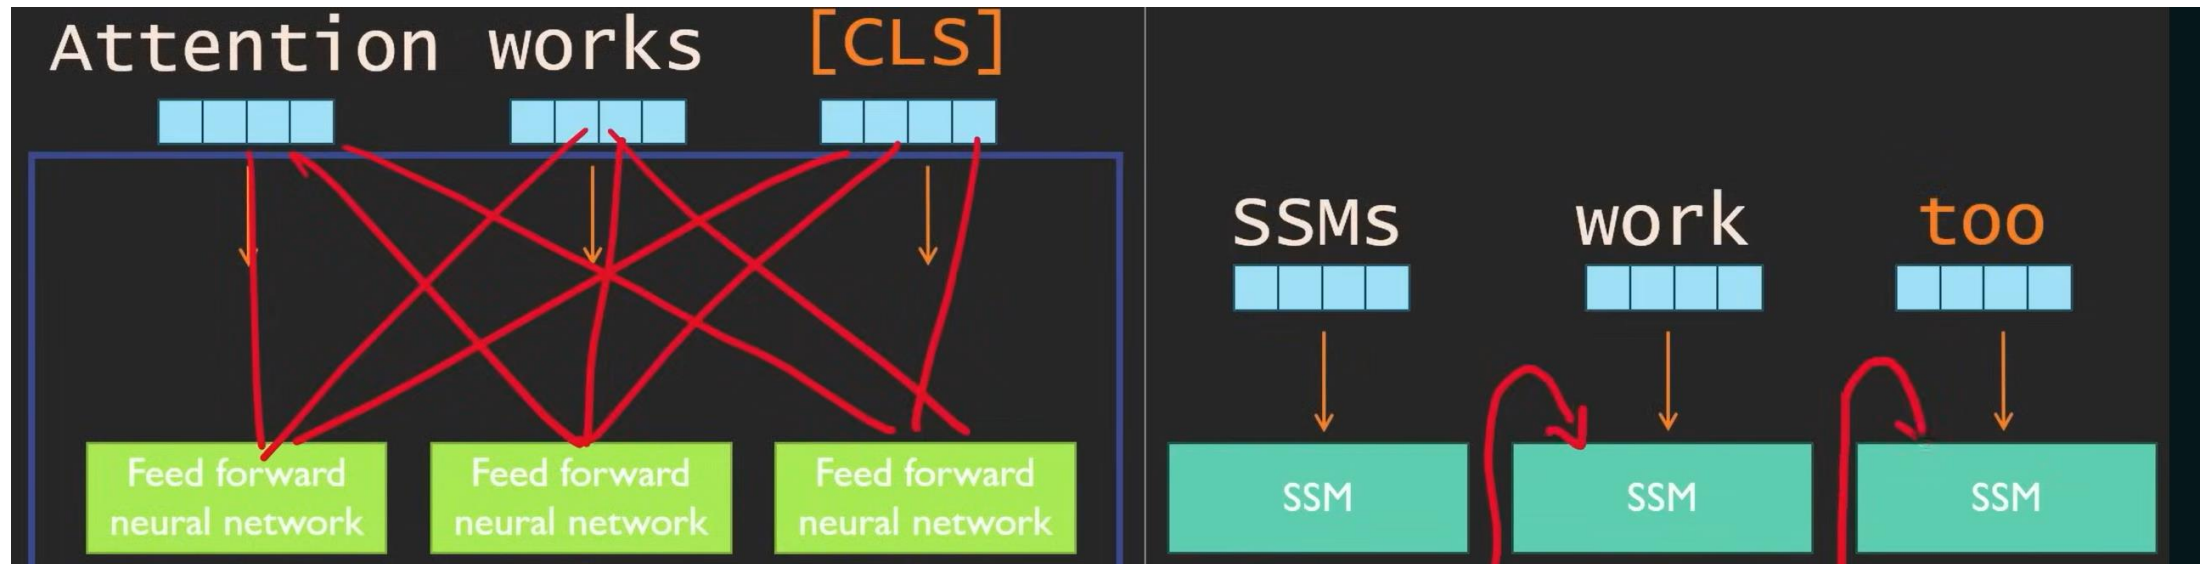 Attention works [CLS]
Feed forward
neural network
Feed forward
neural network
Feed forward
neural network
SSMs work too
SSM
SSM
SSM